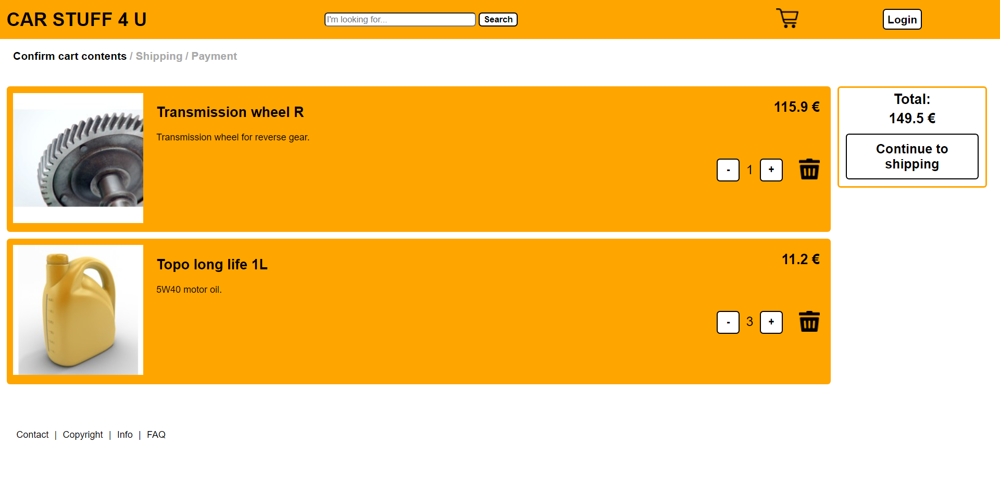 CAR STUFF 4 U
I'm looking for... Search
Login
Confirm cart contents / Shipping / Payment
Transmission wheel R
115.9 €
Transmission wheel for reverse gear.
- 1 +
Total:
149.5 €
Continue to
shipping
Topo long life 1L
11.2 €
5W40 motor oil.
- 3 +
Contact | Copyright | Info | FAQ